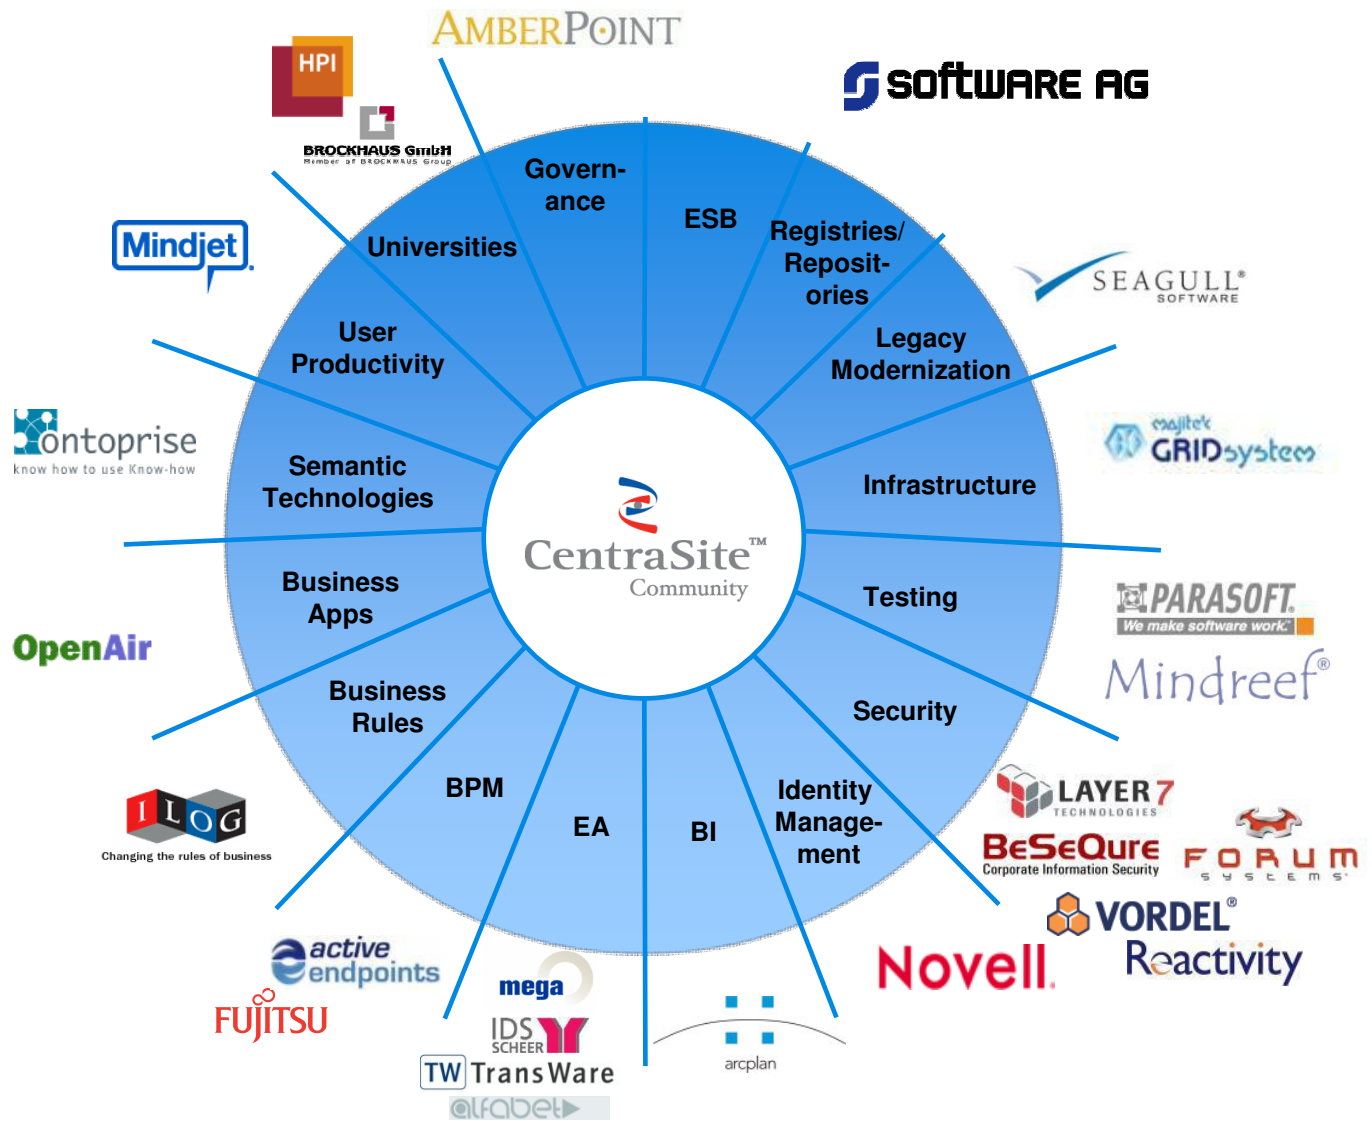 AMBERPOINT
HPI
SOFTWARE AG
BROCKHAUS GmbH
Member of BROCKHAUS Group
Govern-
ance
ESB
Registries/
Reposit-
ories
Universities
Mindjet.
SEAGULL®
SOFTWARE
User
Productivity
Legacy
Modernization
ontoprise
know how to use Know-how
majitek
GRIDsystem
Semantic
Technologies
Infrastructure
CentraSite™
Community
Business
Apps
Testing
PARASOFT.
We make software work.™
OpenAir
Mindreef®
Business
Rules
Security
BPM
EA
BI
Identity
Manage-
ment
ILOG
Changing the rules of business
LAYER 7
TECHNOLOGIES
BeSeQure
Corporate Information Security
FORUM
SYSTEMS
VORDEL®
Reactivity
Novell.
active
endpoints
FUJITSU
mega
IDS
SCHEER
TW TransWare
alfabet
arcplan